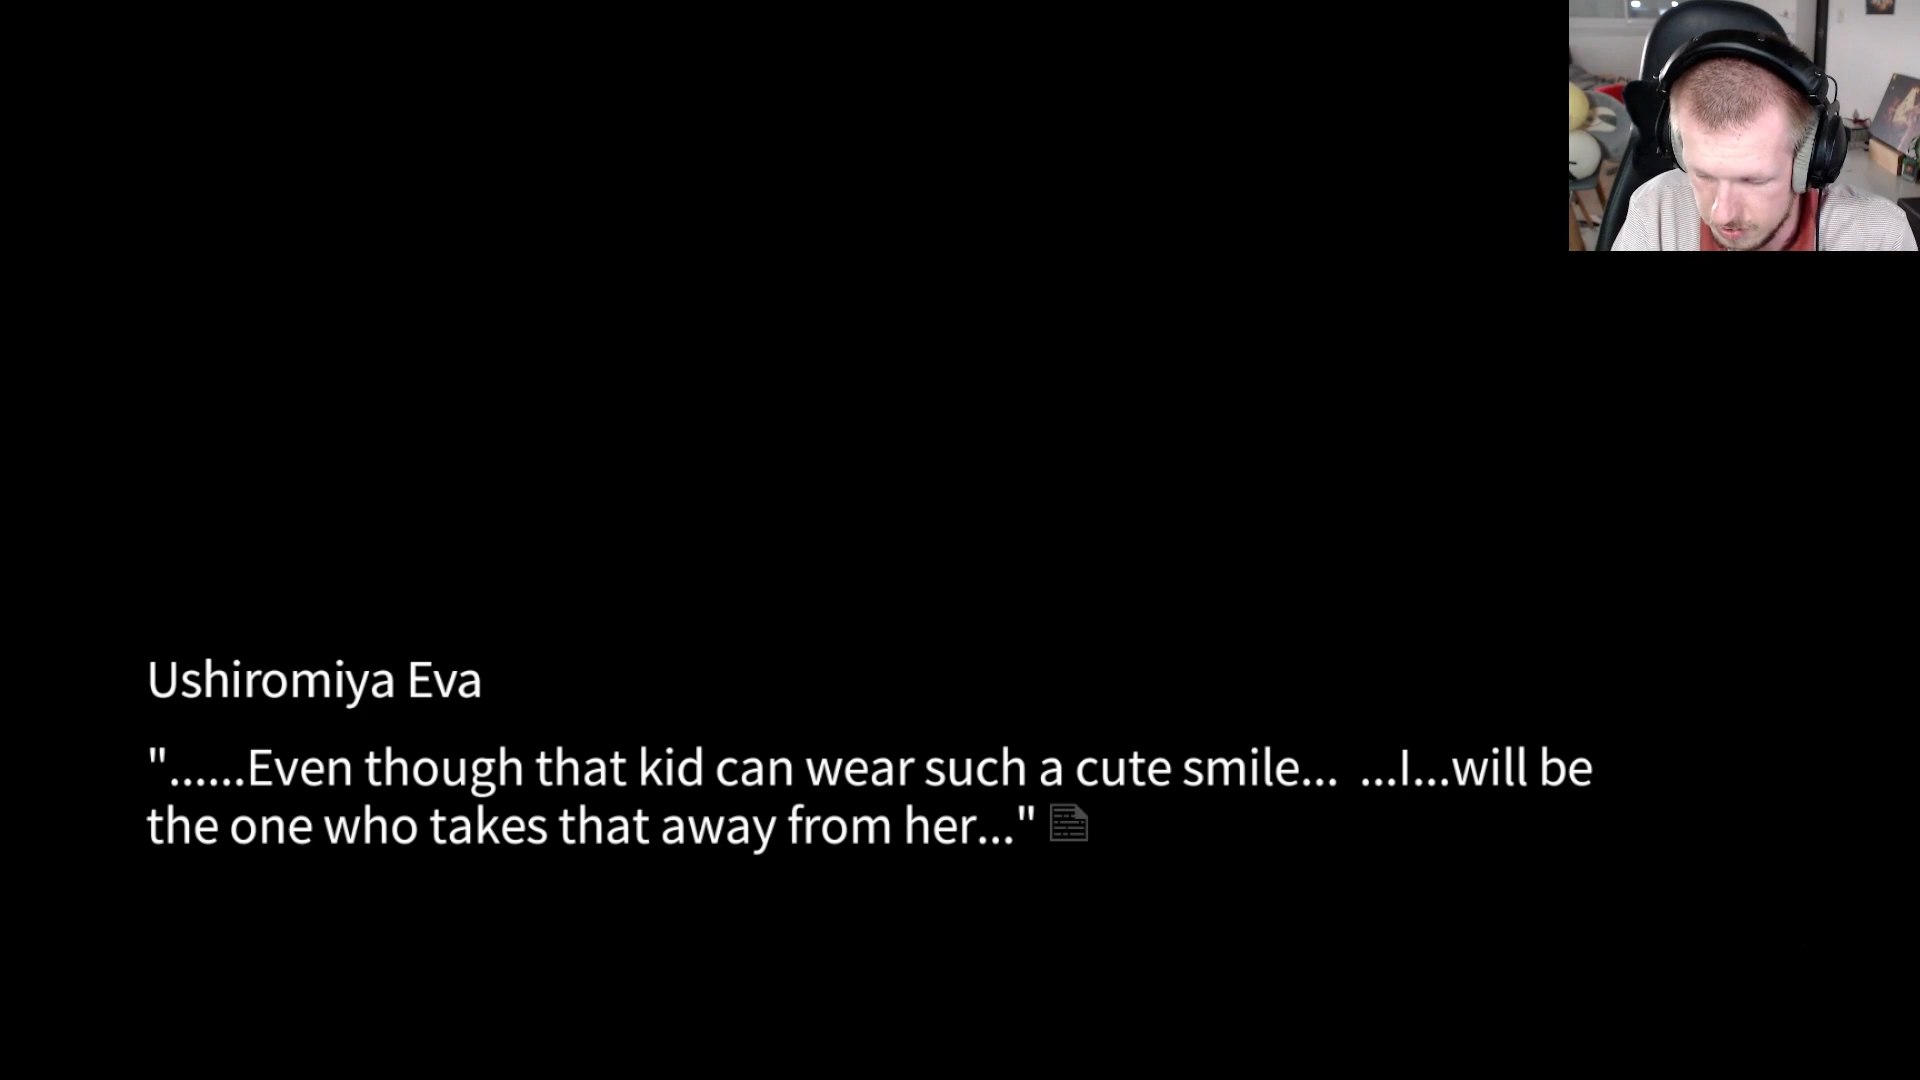 Ushiromiya Eva
"......Even though that kid can wear such a cute smile...  ...I...will be
the one who takes that away from her..."